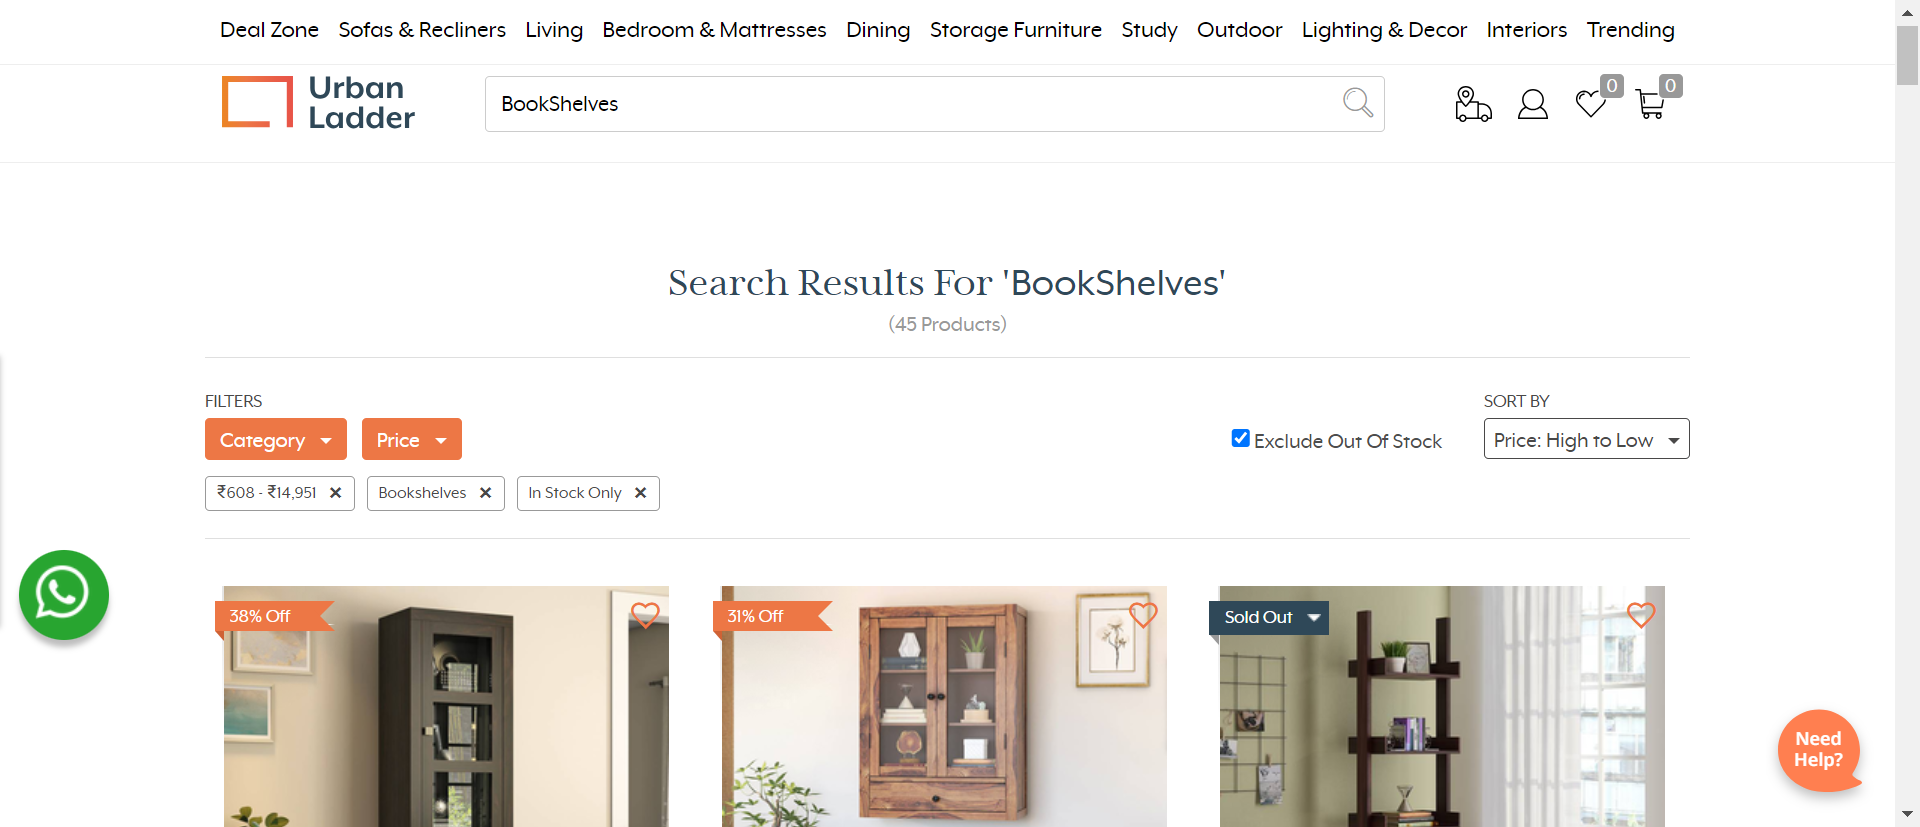 Deal Zone Sofas & Recliners Living Bedroom & Mattresses Dining Storage Furniture Study Outdoor Lighting & Decor Interiors Trending
Urban
Ladder
BookShelves
0
0
Search Results For 'BookShelves'
(45 Products)
FILTERS
SORT BY
Category
Price
Exclude Out Of Stock
Price: High to Low
₹608 - ₹14,951 ✕
Bookshelves ✕
In Stock Only ✕
38% Off
31% Off
Sold Out
Need
Help?